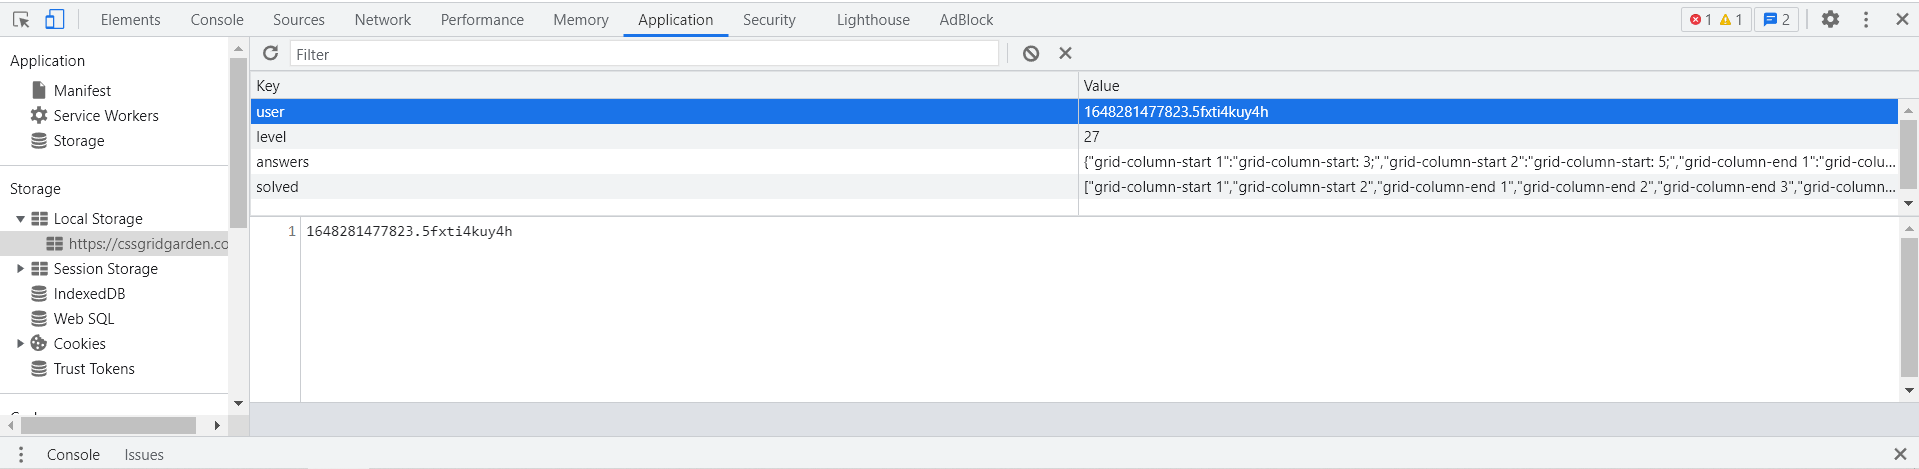 Elements Console Sources Network Performance Memory Application Security Lighthouse AdBlock 1 1 2
Application
Manifest
Service Workers
Storage
Storage
Local Storage
https://cssgridgarden.co
Session Storage
IndexedDB
Web SQL
Cookies
Trust Tokens
Filter
Key Value
user 1648281477823.5fxti4kuy4h
level 27
answers {"grid-column-start 1":"grid-column-start: 3;","grid-column-start 2":"grid-column-start: 5;","grid-column-end 1":"grid-colu...
solved ["grid-column-start 1","grid-column-start 2","grid-column-end 1","grid-column-end 2","grid-column-end 3","grid-column...
1 1648281477823.5fxti4kuy4h
Console Issues